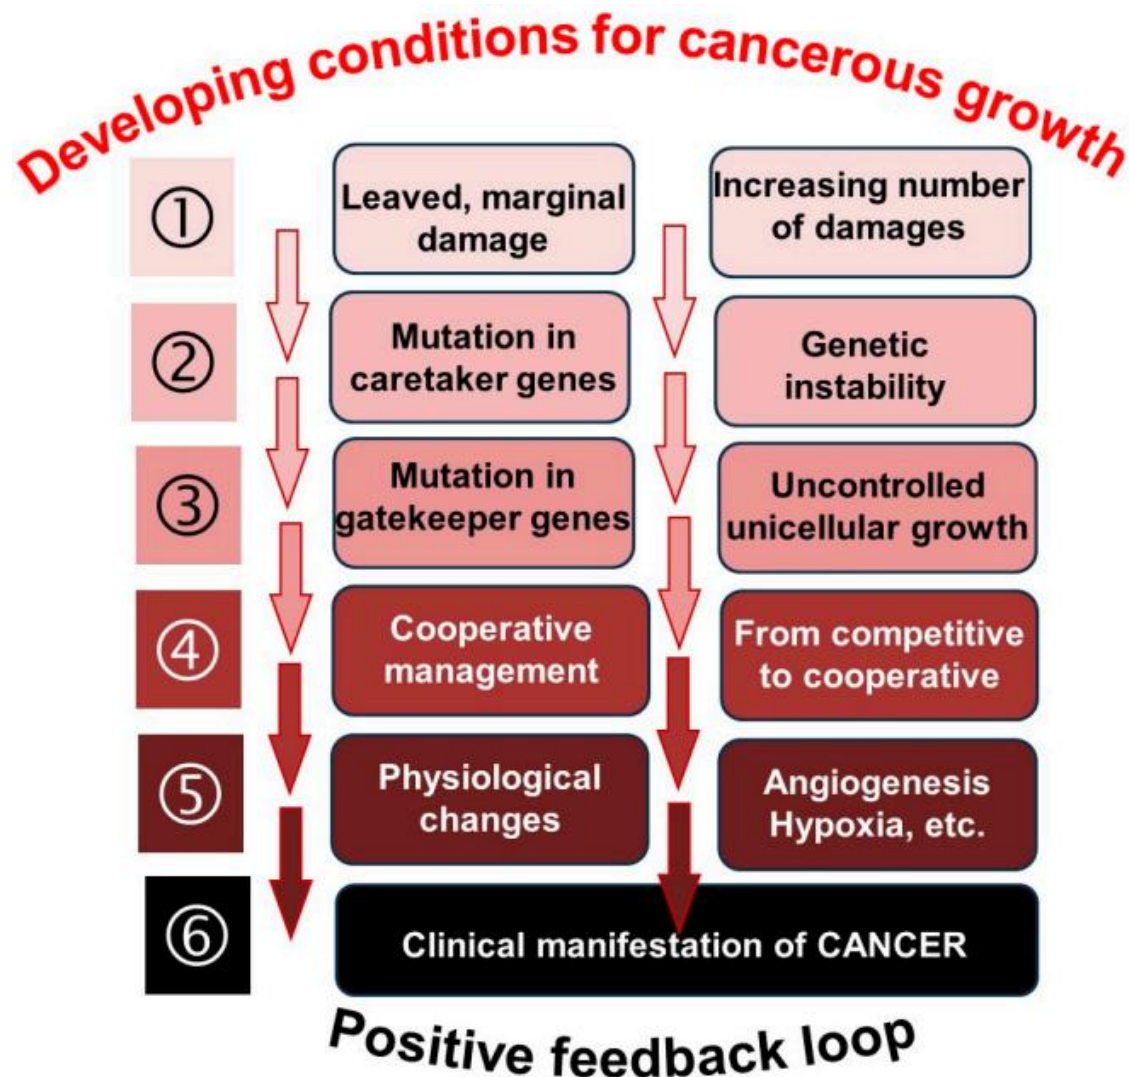 Developing conditions for cancerous growth
①
Leaved, marginal
damage
Increasing number
of damages
②
Mutation in
caretaker genes
Genetic
instability
③
Mutation in
gatekeeper genes
Uncontrolled
unicellular growth
④
Cooperative
management
From competitive
to cooperative
⑤
Physiological
changes
Angiogenesis
Hypoxia, etc.
⑥
Clinical manifestation of CANCER
Positive feedback loop